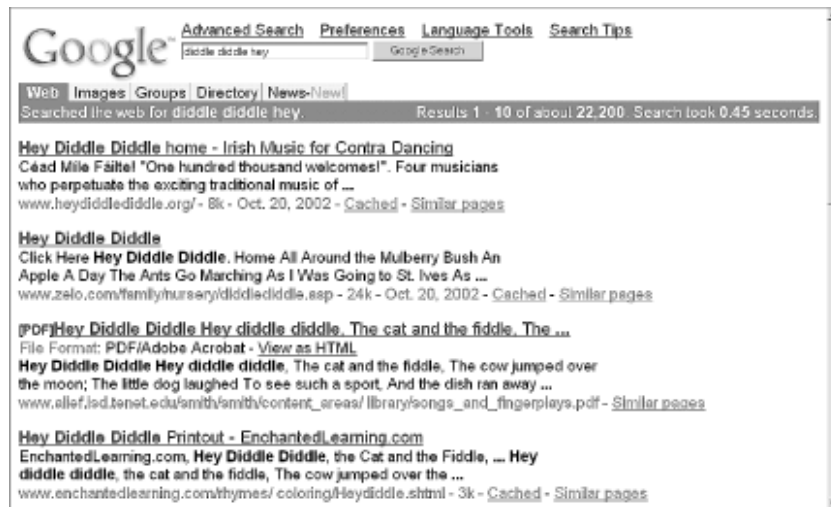 Google™ Advanced Search Preferences Language Tools Search Tips
diddle diddle hey Google Search
Web Images Groups Directory News-New!
Searched the web for diddle diddle hey. Results 1 - 10 of about 22,200. Search took 0.45 seconds.
Hey Diddle Diddle home - Irish Music for Contra Dancing
Céad Míle Fáilte! "One hundred thousand welcomes!". Four musicians
who perpetuate the exciting traditional music of ...
www.heydiddlediddle.org/ - 8k - Oct. 20, 2002 - Cached - Similar pages
Hey Diddle Diddle
Click Here Hey Diddle Diddle. Home All Around the Mulberry Bush An
Apple A Day The Ants Go Marching As I Was Going to St. Ives As ...
www.zelo.com/family/nursery/diddlediddle.asp - 24k - Oct. 20, 2002 - Cached - Similar pages
[PDF]Hey Diddle Diddle Hey diddle diddle, The cat and the fiddle, The ...
File Format: PDF/Adobe Acrobat - View as HTML
Hey Diddle Diddle Hey diddle diddle, The cat and the fiddle, The cow jumped over
the moon; The little dog laughed To see such a sport, And the dish ran away ...
www.alief.isd.tenet.edu/smith/smith/content_areas/ library/songs_and_fingerplays.pdf - Similar pages
Hey Diddle Diddle Printout - EnchantedLearning.com
EnchantedLearning.com, Hey Diddle Diddle, the Cat and the Fiddle, ... Hey
diddle diddle, the cat and the fiddle, The cow jumped over the ...
www.enchantedlearning.com/rhymes/ coloring/Heydiddle.shtml - 3k - Cached - Similar pages